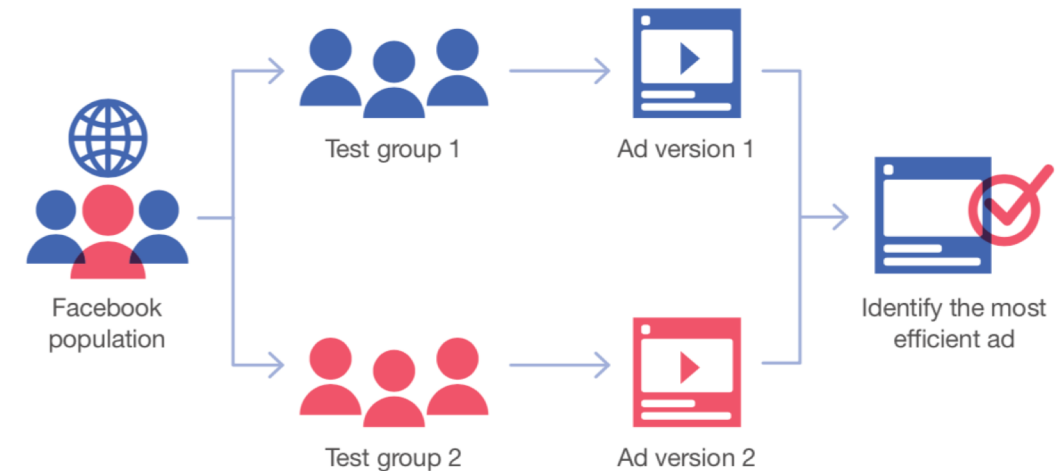 Test group 1
Ad version 1
Facebook
population
Identify the most
efficient ad
Test group 2
Ad version 2